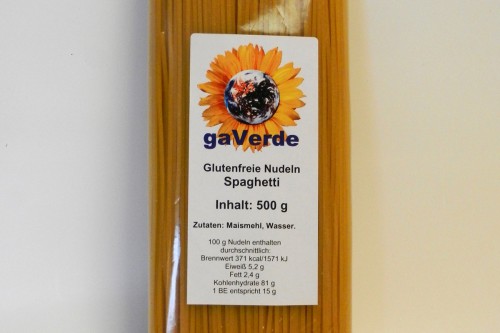 gaVerde
Glutenfreie Nudeln
Spaghetti
Inhalt: 500 g
Zutaten: Maismehl, Wasser.
100 g Nudeln enthalten
durchschnittlich:
Brennwert 371 kcal/1571 kJ
Eiweiß 5,2 g
Fett 2,4 g
Kohlenhydrate 81 g
1 BE entspricht 15 g